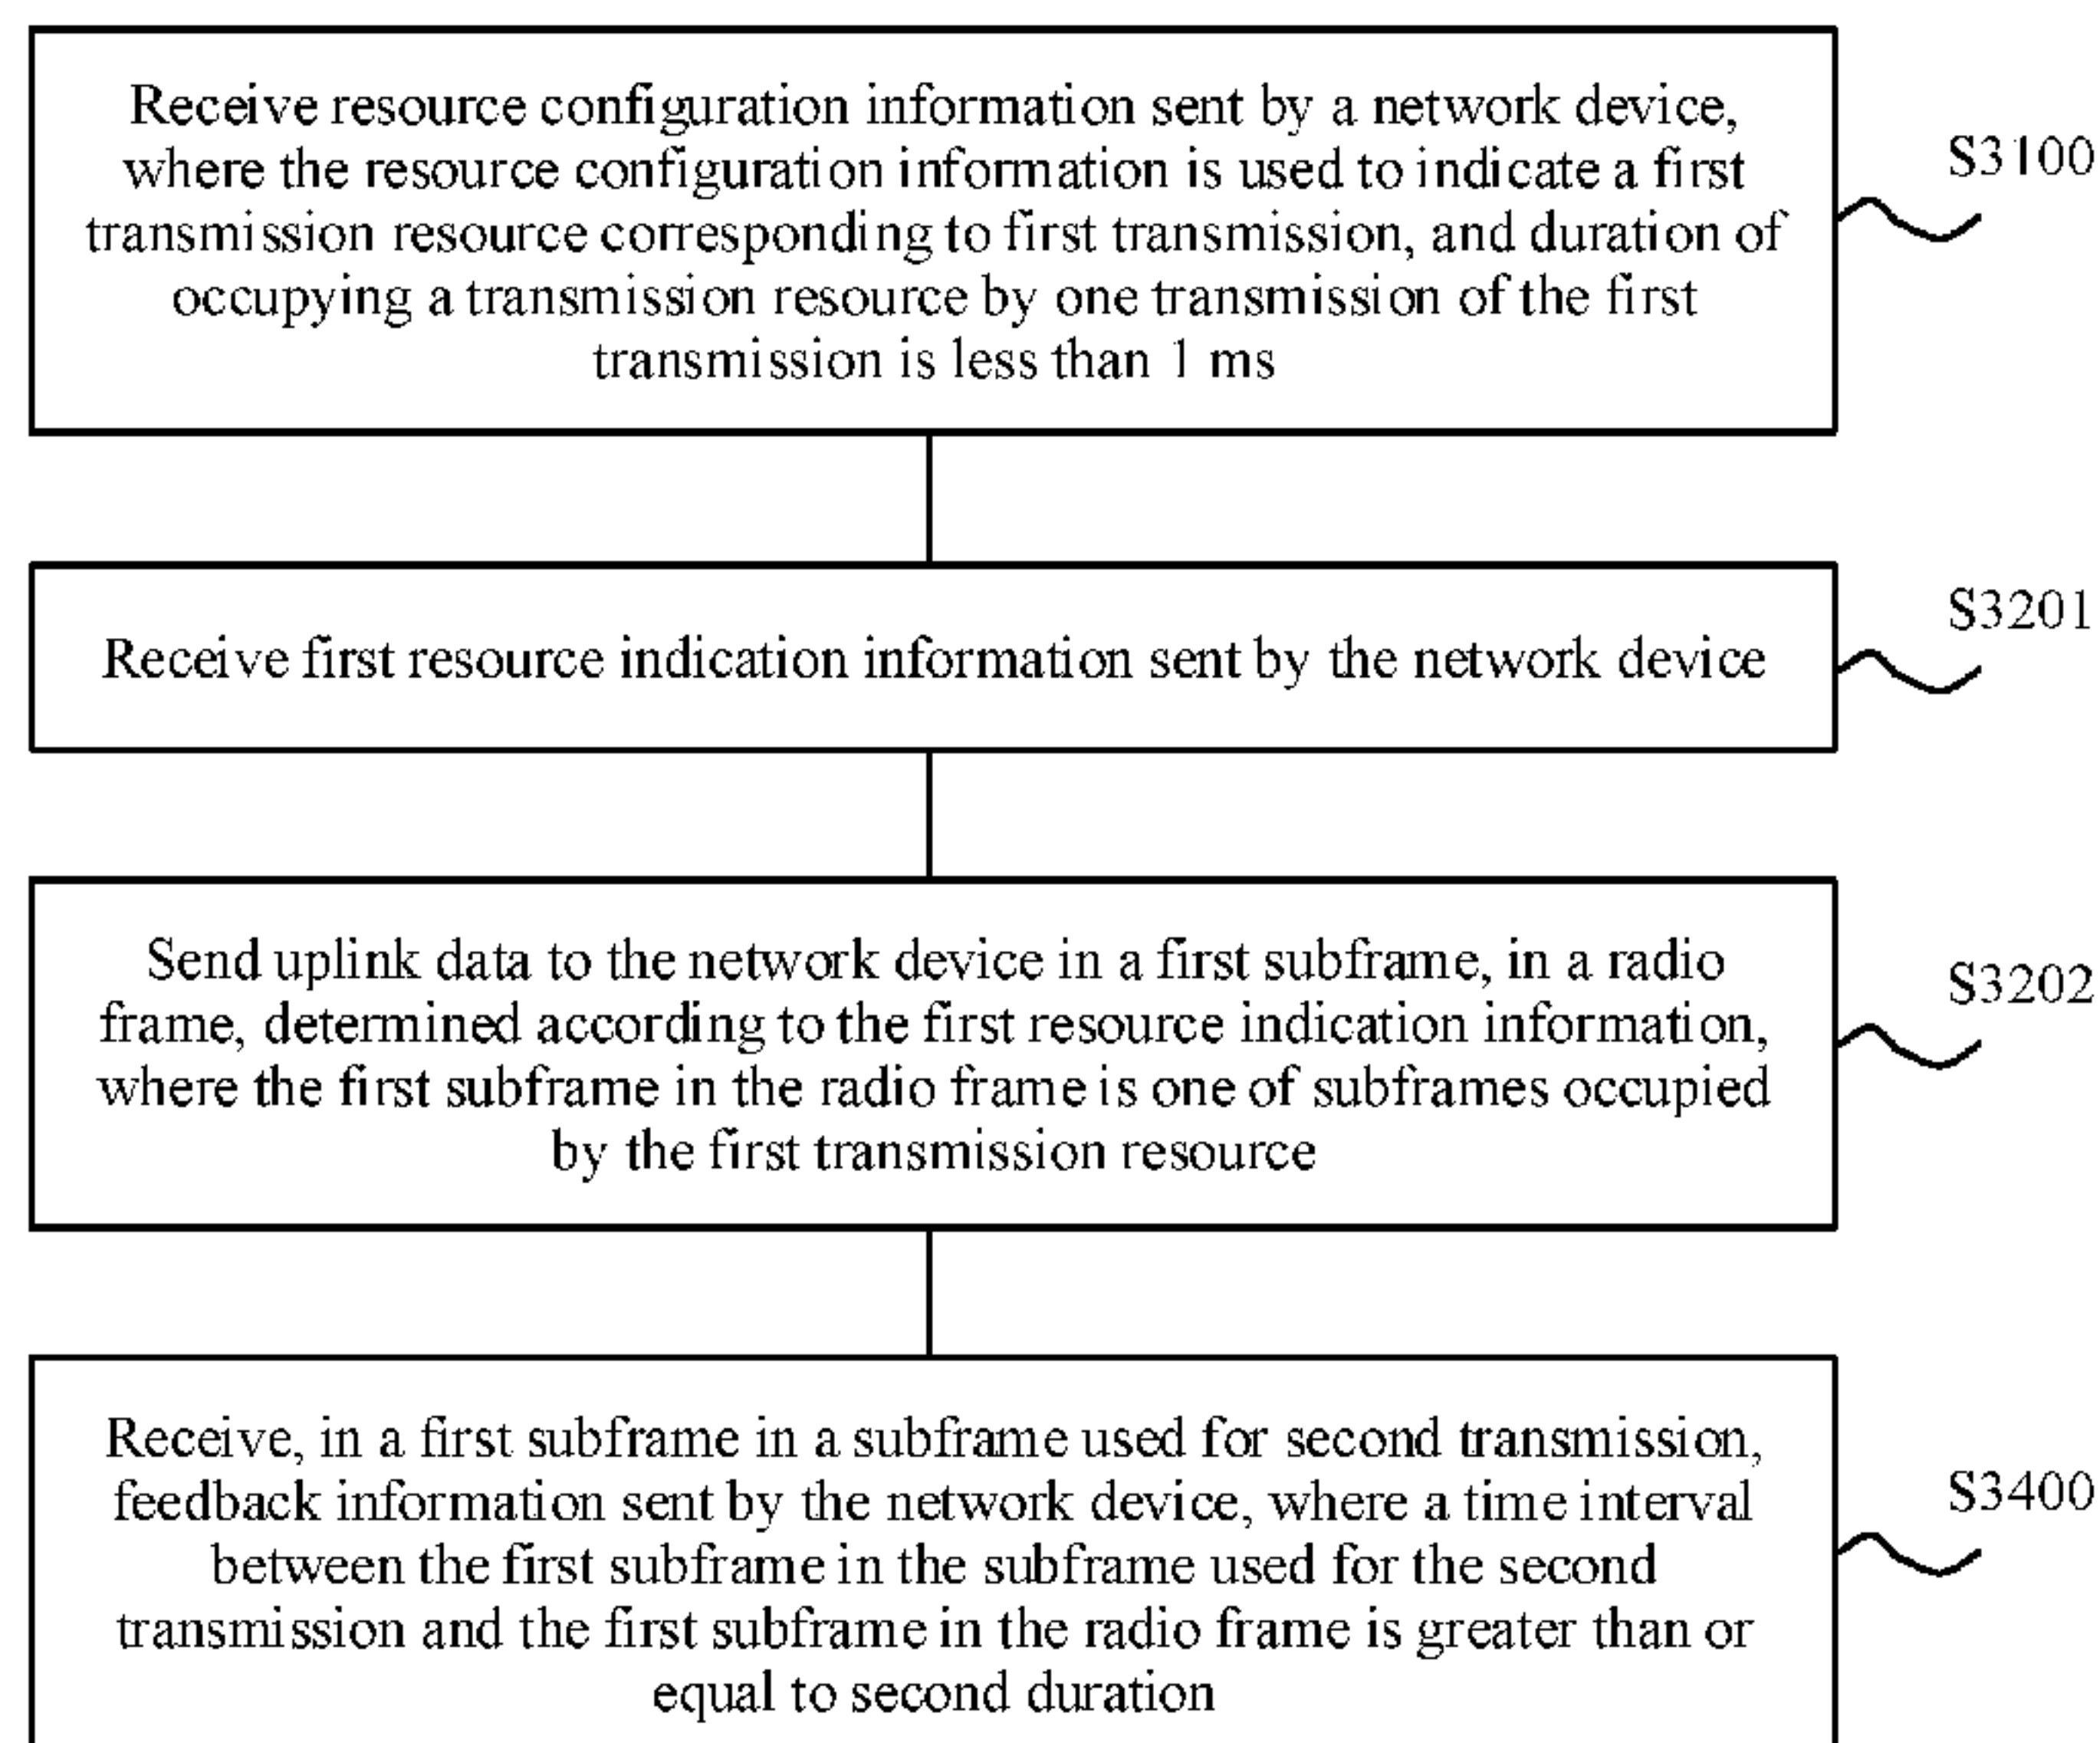 Receive resource configuration information sent by a network device,
where the resource configuration information is used to indicate a first
transmission resource corresponding to first transmission, and duration of
occupying a transmission resource by one transmission of the first
transmission is less than 1 ms
S3100
Receive first resource indication information sent by the network device
S3201
Send uplink data to the network device in a first subframe, in a radio
frame, determined according to the first resource indication information,
where the first subframe in the radio frame is one of subframes occupied
by the first transmission resource
S3202
Receive, in a first subframe in a subframe used for second transmission,
feedback information sent by the network device, where a time interval
between the first subframe in the subframe used for the second
transmission and the first subframe in the radio frame is greater than or
equal to second duration
S3400